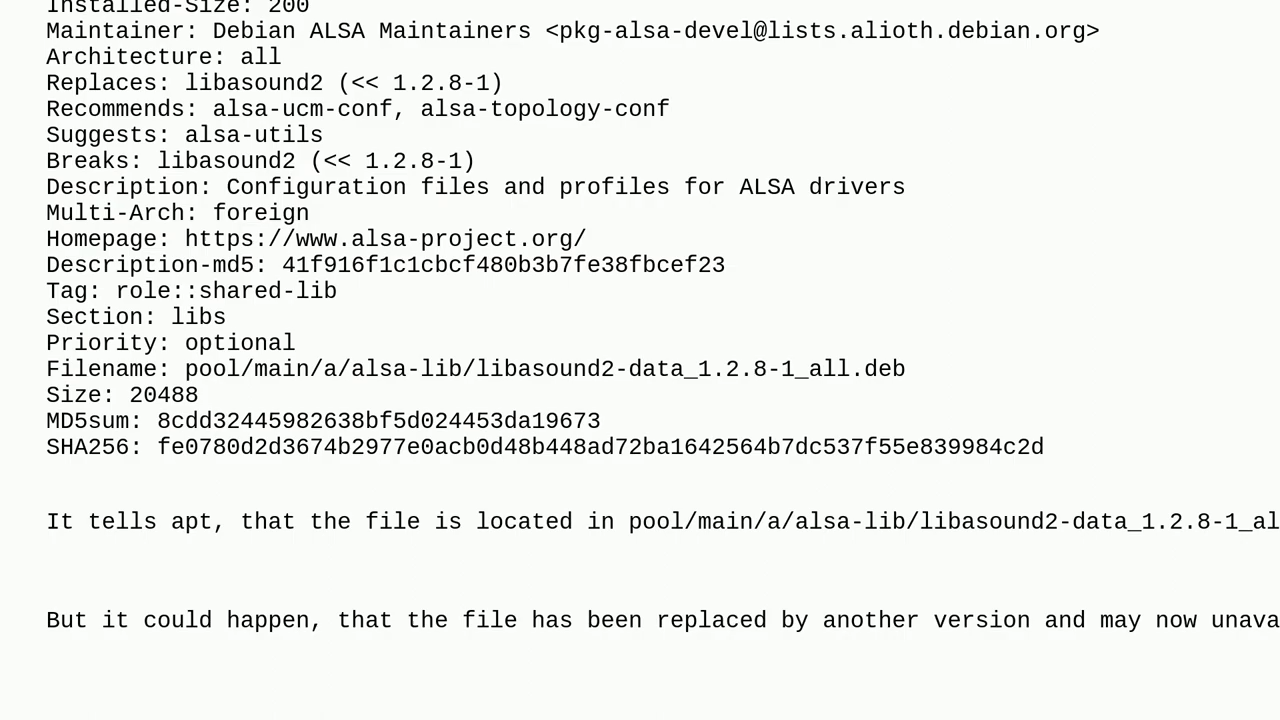 Installed-Size: 200
Maintainer: Debian ALSA Maintainers <pkg-alsa-devel@lists.alioth.debian.org>
Architecture: all
Replaces: libasound2 (<< 1.2.8-1)
Recommends: alsa-ucm-conf, alsa-topology-conf
Suggests: alsa-utils
Breaks: libasound2 (<< 1.2.8-1)
Description: Configuration files and profiles for ALSA drivers
Multi-Arch: foreign
Homepage: https://www.alsa-project.org/
Description-md5: 41f916f1c1cbcf480b3b7fe38fbcef23
Tag: role::shared-lib
Section: libs
Priority: optional
Filename: pool/main/a/alsa-lib/libasound2-data_1.2.8-1_all.deb
Size: 20488
MD5sum: 8cdd32445982638bf5d024453da19673
SHA256: fe0780d2d3674b2977e0acb0d48b448ad72ba1642564b7dc537f55e839984c2d
It tells apt, that the file is located in pool/main/a/alsa-lib/libasound2-data_1.2.8-1_al
But it could happen, that the file has been replaced by another version and may now unava